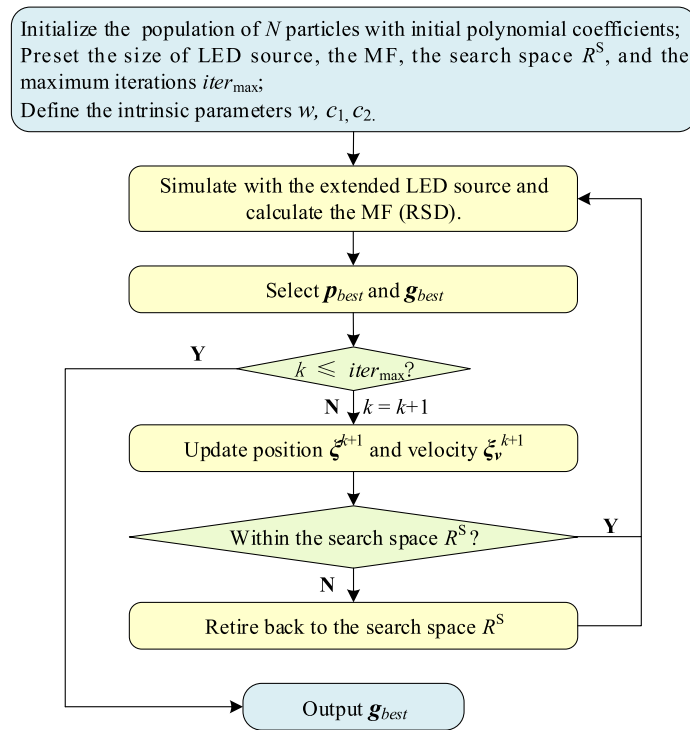 Initialize the population of N particles with initial polynomial coefficients;
Preset the size of LED source, the MF, the search space R^S, and the
maximum iterations iter_max;
Define the intrinsic parameters w, c_1, c_2.
Simulate with the extended LED source and
calculate the MF (RSD).
Select p_best and g_best
Y
k ≤ iter_max?
N k = k+1
Update position ξ^k+1 and velocity ξ_v^k+1
Within the search space R^S?
Y
N
Retire back to the search space R^S
Output g_best